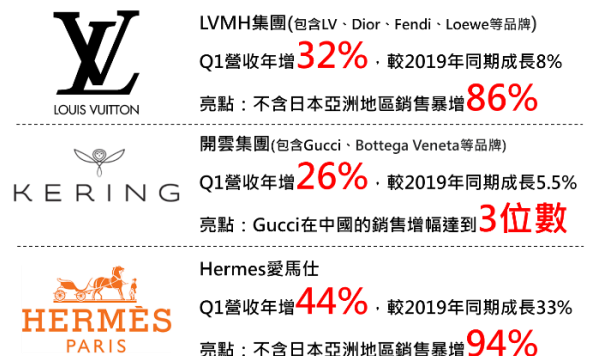 LVMH集團(包含LV、Dior、Fendi、Loewe等品牌)
Q1營收年增32%，較2019年同期成長8%
亮點：不含日本亞洲地區銷售暴增86%
LV
LOUIS VUITTON
開雲集團(包含Gucci、Bottega Veneta等品牌)
Q1營收年增26%，較2019年同期成長5.5%
亮點：Gucci在中國的銷售增幅達到3位數
KERING
Hermes愛馬仕
Q1營收年增44%，較2019年同期成長33%
亮點：不含日本亞洲地區銷售暴增94%
HERMÈS
PARIS